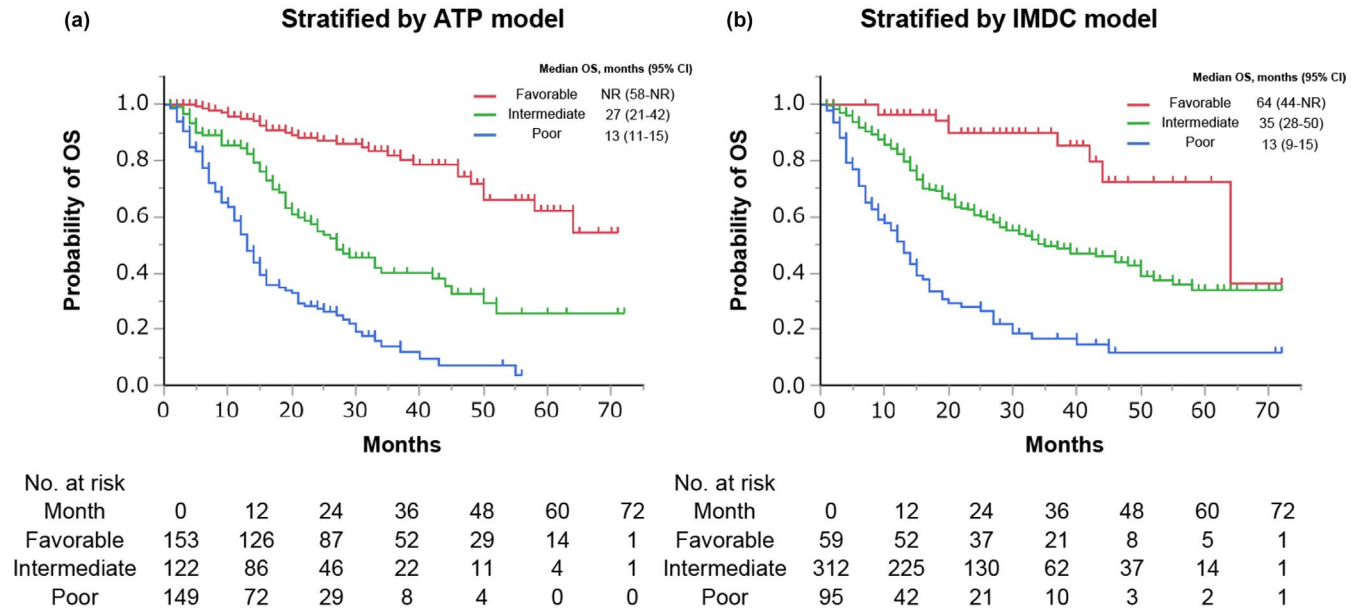 (a) Stratified by ATP model
Median OS, months (95% CI)
Favorable NR (58-NR)
Intermediate 27 (21-42)
Poor 13 (11-15)
Probability of OS
1.0
0.8
0.6
0.4
0.2
0.0
0 10 20 30 40 50 60 70
Months
No. at risk
Month 0 12 24 36 48 60 72
Favorable 153 126 87 52 29 14 1
Intermediate 122 86 46 22 11 4 1
Poor 149 72 29 8 4 0 0
(b) Stratified by IMDC model
Median OS, months (95% CI)
Favorable 64 (44-NR)
Intermediate 35 (28-50)
Poor 13 (9-15)
Probability of OS
1.0
0.8
0.6
0.4
0.2
0.0
0 10 20 30 40 50 60 70
Months
No. at risk
Month 0 12 24 36 48 60 72
Favorable 59 52 37 21 8 5 1
Intermediate 312 225 130 62 37 14 1
Poor 95 42 21 10 3 2 1